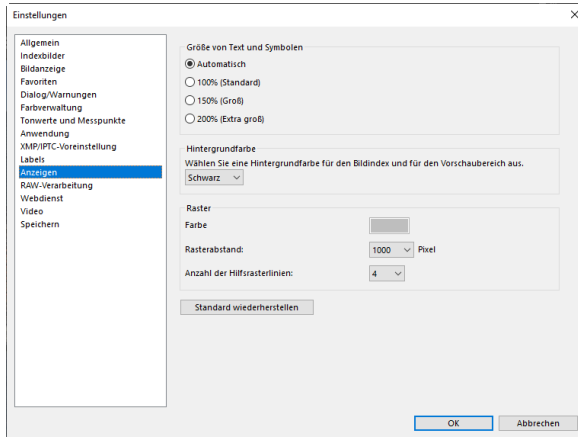 Einstellungen
Allgemein
Indexbilder
Bildanzeige
Favoriten
Dialog/Warnungen
Farbverwaltung
Tonwerte und Messpunkte
Anwendung
XMP/IPTC-Voreinstellung
Labels
Anzeigen
RAW-Verarbeitung
Webdienst
Video
Speichern
Größe von Text und Symbolen
Automatisch
100% (Standard)
150% (Groß)
200% (Extra groß)
Hintergrundfarbe
Wählen Sie eine Hintergrundfarbe für den Bildindex und für den Vorschaubereich aus.
Schwarz
Raster
Farbe
Rasterabstand: 1000 Pixel
Anzahl der Hilfsrasterlinien: 4
Standard wiederherstellen
OK Abbrechen